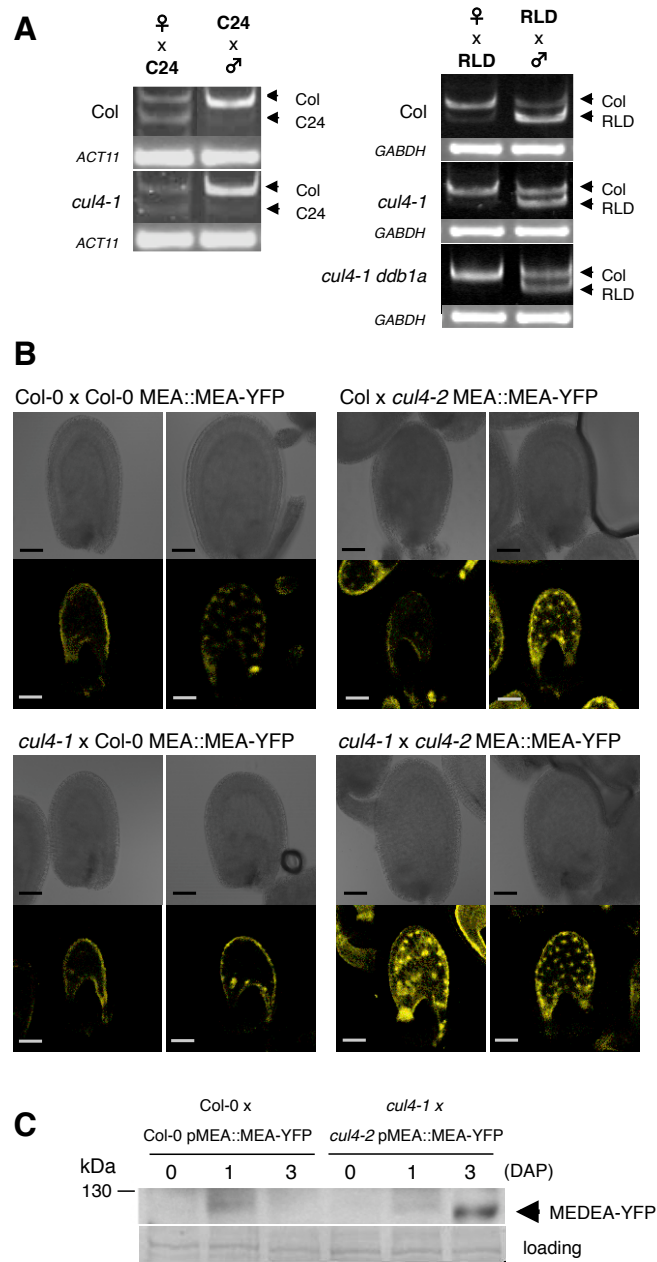 A
♀ C24
x x
C24 ♂
Col
Col
C24
ACT11
cul4-1
Col
C24
ACT11
♀ RLD
x x
RLD ♂
Col
Col
RLD
GABDH
cul4-1
Col
RLD
GABDH
cul4-1 ddb1a
Col
RLD
GABDH
B
Col-0 x Col-0 MEA::MEA-YFP
Col x cul4-2 MEA::MEA-YFP
cul4-1 x Col-0 MEA::MEA-YFP
cul4-1 x cul4-2 MEA::MEA-YFP
C
Col-0 x cul4-1 x
Col-0 pMEA::MEA-YFP cul4-2 pMEA::MEA-YFP
kDa 0 1 3 0 1 3 (DAP)
130
MEDEA-YFP
loading